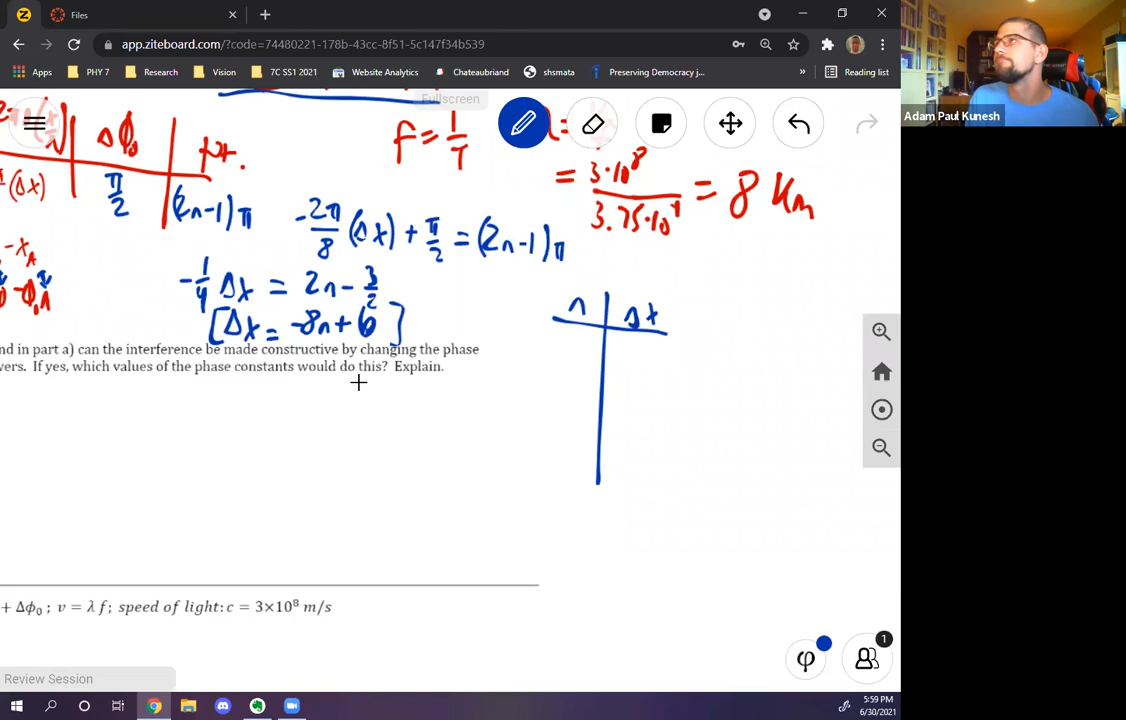 Files
app.ziteboard.com/?code=74480221-178b-43cc-8f51-5c147f34b539
Apps PHY 7 Research Vision 7C SS1 2021 Website Analytics Chateaubriand shsmata Preserving Democracy j... » Reading list
Adam Paul Kunesh
Fullscreen
Δϕ₀
f = 1/T
= 3·10⁸ / 3.75·10⁴ = 8 Km
(Δx) π/2 (2n-1)π
-2π/8 (Δx) + π/2 = (2n-1)π
-x_A
-1/4 Δx = 2n - 3/2
[Δx = -8n + 6]
n Δx
nd in part a) can the interference be made constructive by changing the phase
vers. If yes, which values of the phase constants would do this? Explain.
+ Δϕ₀ ; v = λ f; speed of light: c = 3×10⁸ m/s
φ
1
Review Session
5:59 PM
6/30/2021